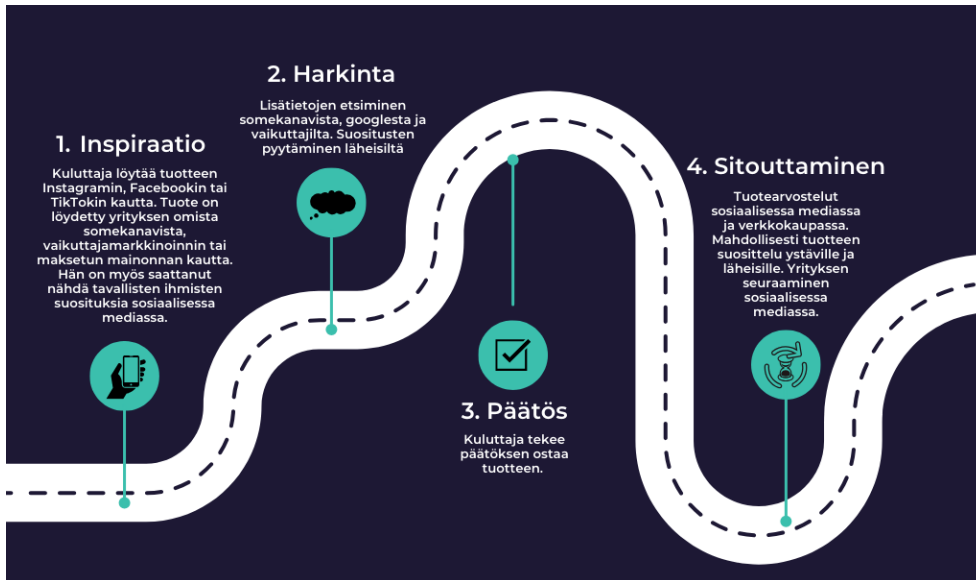 1. Inspiraatio
Kuluttaja löytää tuotteen
Instagramin, Facebookin tai
TikTokin kautta. Tuote on
löydetty yrityksen omista
somekanavista,
vaikuttajamarkkinoinnin tai
maksetun mainonnan kautta.
Hän on myös saattanut
nähdä tavallisten ihmisten
suosituksia sosiaalisessa
mediassa.
2. Harkinta
Lisätietojen etsiminen
somekanavista, googlesta ja
vaikuttajilta. Suositusten
pyytäminen läheisiltä
3. Päätös
Kuluttaja tekee
päätöksen ostaa
tuotteen.
4. Sitouttaminen
Tuotearvostelut
sosiaalisessa mediassa
ja verkkokaupassa.
Mahdollisesti tuotteen
suosittelu ystäville ja
läheisille. Yrityksen
seuraaminen
sosiaalisessa
mediassa.